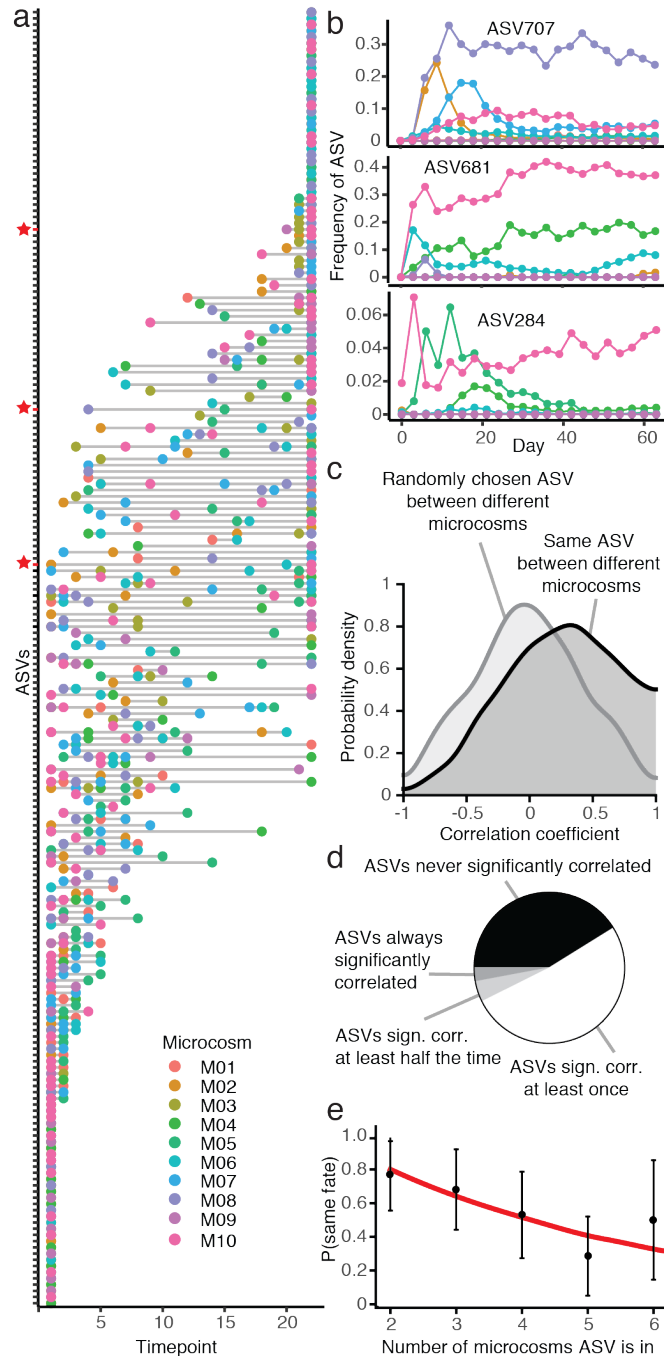 a
ASVs
5
10
15
20
Timepoint
Microcosm
M01
M02
M03
M04
M05
M06
M07
M08
M09
M10
b
Frequency of ASV
ASV707
0.3
0.2
0.1
0
ASV681
0.4
0.3
0.2
0.1
0
ASV284
0.06
0.04
0.02
0
0
20
40
60
Day
c
Randomly chosen ASV
between different
microcosms
Same ASV
between different
microcosms
Probability density
1
0.8
0.6
0.4
0.2
0
-1
-0.5
0
0.5
1
Correlation coefficient
d
ASVs never significantly correlated
ASVs always
significantly
correlated
ASVs sign. corr.
at least half the time
ASVs sign. corr.
at least once
e
P(same fate)
1.0
0.8
0.6
0.4
0.2
0
2
3
4
5
6
Number of microcosms ASV is in